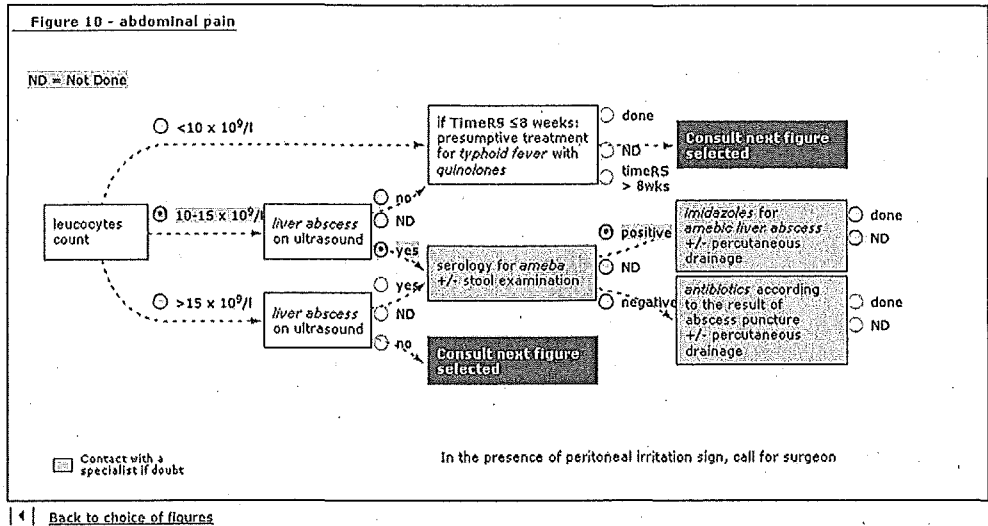 Figure 10 - abdominal pain
ND = Not Done
<10 x 10⁹/l
if TimeRS ≤8 weeks:
presumptive treatment
for typhoid fever with
quinolones
done
ND
timeRS
> 8wks
Consult next figure
selected
leucocytes
count
10-15 x 10⁹/l
liver abscess
on ultrasound
no
ND
yes
serology for ameba
+/- stool examination
positive
ND
negative
imidazoles for
amebic liver abscess
+/- percutaneous
drainage
done
ND
antibiotics according
to the result of
abscess puncture
+/- percutaneous
drainage
done
ND
>15 x 10⁹/l
liver abscess
on ultrasound
yes
ND
no
Consult next figure
selected
Contact with a
specialist if doubt
In the presence of peritoneal irritation sign, call for surgeon
Back to choice of figures